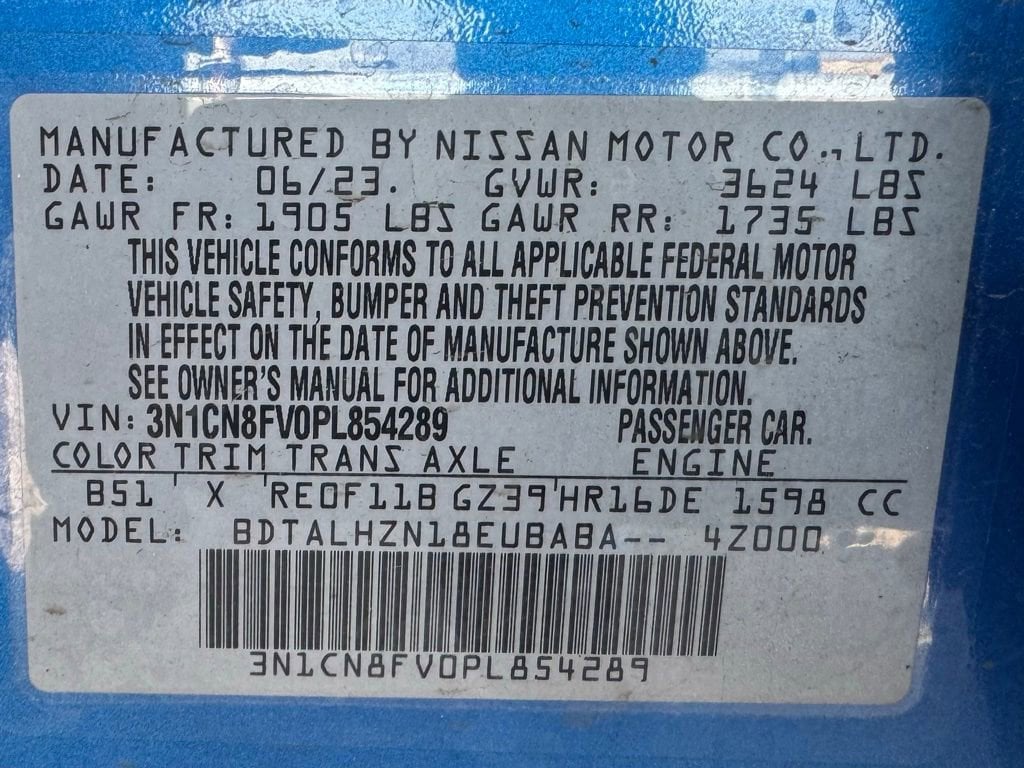 MANUFACTURED BY NISSAN MOTOR CO., LTD.
DATE: 06/23. GVWR: 3624 LBS
GAWR FR: 1905 LBS GAWR RR: 1735 LBS
THIS VEHICLE CONFORMS TO ALL APPLICABLE FEDERAL MOTOR
VEHICLE SAFETY, BUMPER AND THEFT PREVENTION STANDARDS
IN EFFECT ON THE DATE OF MANUFACTURE SHOWN ABOVE.
SEE OWNER'S MANUAL FOR ADDITIONAL INFORMATION.
VIN: 3N1CN8FV0PL854289 PASSENGER CAR.
COLOR TRIM TRANS AXLE ENGINE
B51 X RE0F11B GZ39 HR16DE 1598 CC
MODEL: BDTALHZN18EUBABA-- 4Z000
3N1CN8FV0PL854289